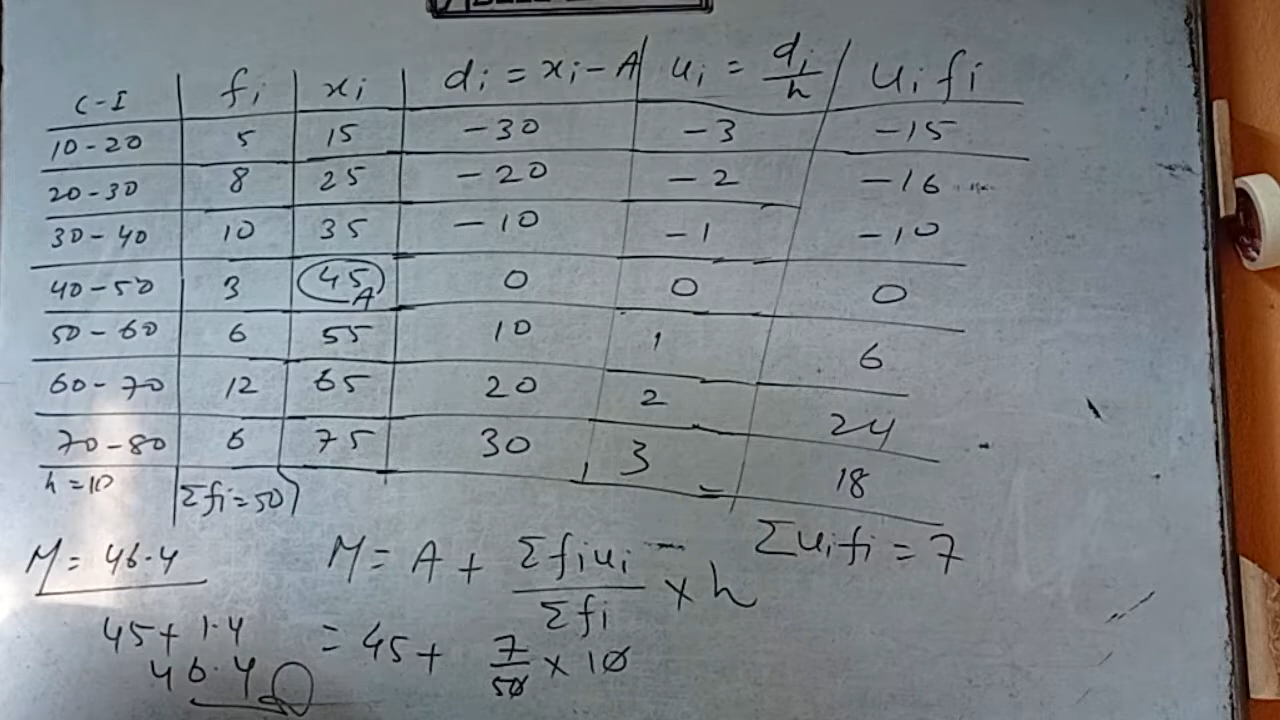 C-I fi xi di = xi - A ui = di/h uifi
10-20 5 15 -30 -3 -15
20-30 8 25 -20 -2 -16
30-40 10 35 -10 -1 -10
40-50 3 45 A 0 0 0
50-60 6 55 10 1 6
60-70 12 65 20 2 24
70-80 6 75 30 3 18
h=10 Σfi=50 Σuifi = 7
M = 46.4 M = A + Σfiui/Σfi × h
45+1.4 = 45 + 7/50 × 10
46.4